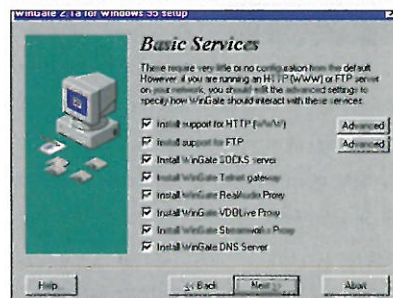 WinGate 2.1a for Windows 95 setup
Basic Services
These require very little or no configuration from the default.
However, if you are running an HTTP (WWW) or FTP server
on your network, you should edit the advanced settings to
specify how WinGate should interact with these services.
Install support for HTTP (WWW)
Advanced
Install support for FTP
Advanced
Install WinGate SOCKS server
Install WinGate Telnet gateway
Install WinGate RealAudio Proxy
Install WinGate VDOLive Proxy
Install WinGate Streamworks Proxy
Install WinGate DNS Server
Help...
<< Back
Next >>
Abort